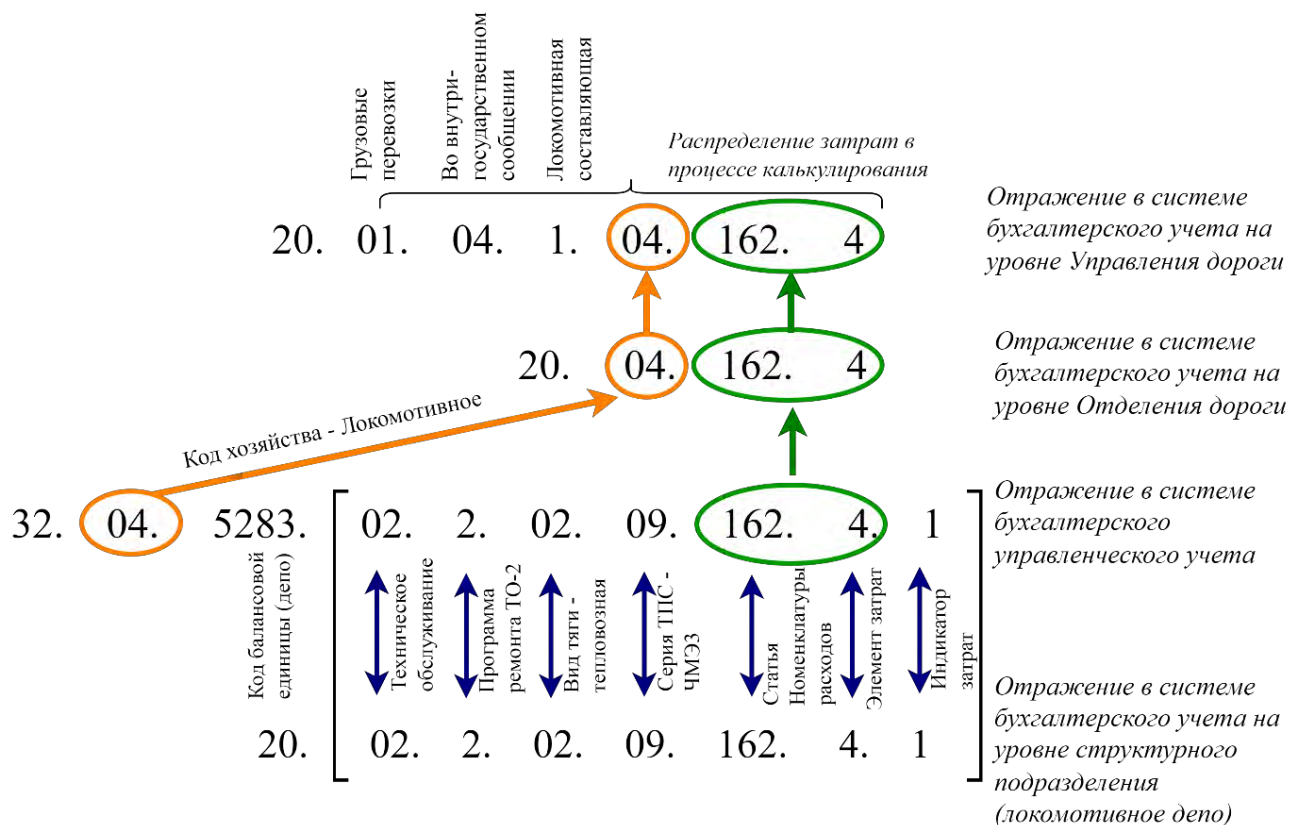 Грузовые
перевозки
Во внутри-
государственном
сообщении
Локомотивная
составляющая
Распределение затрат в
процессе калькулирования
20. 01. 04. 1. 04. 162. 4
Отражение в системе
бухгалтерского учета на
уровне Управления дороги
20. 04. 162. 4
Отражение в системе
бухгалтерского учета на
уровне Отделения дороги
Код хозяйства - Локомотивное
32. 04. 5283. 02. 2. 02. 09. 162. 4. 1
Отражение в системе
бухгалтерского
управленческого учета
Код балансовой
единицы (депо)
Техническое
обслуживание
Программа
ремонта ТО-2
Вид тяги -
тепловозная
Серия ТПС -
ЧМЭЗ
Статья
Номенклатуры
расходов
Элемент затрат
Индикатор
затрат
20. 02. 2. 02. 09. 162. 4. 1
Отражение в системе
бухгалтерского учета на
уровне структурного
подразделения
(локомотивное депо)